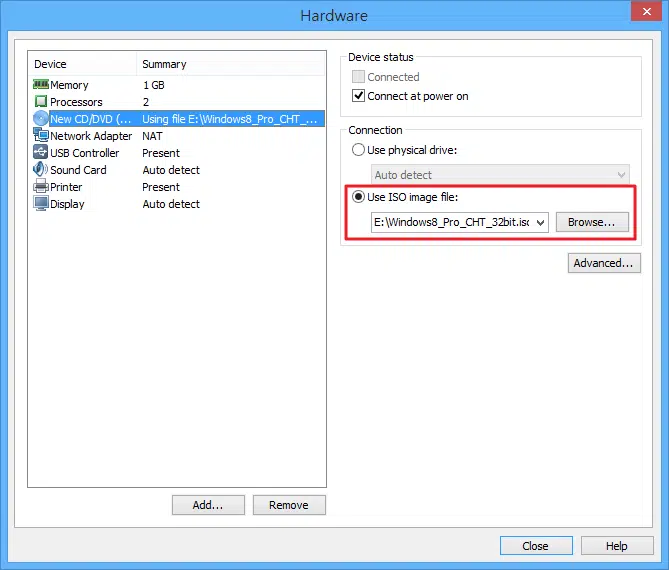 Hardware
Device Summary
Memory 1 GB
Processors 2
New CD/DVD (... Using file E:\Windows8_Pro_CHT_...
Network Adapter NAT
USB Controller Present
Sound Card Auto detect
Printer Present
Display Auto detect
Add... Remove
Device status
Connected
Connect at power on
Connection
Use physical drive:
Auto detect
Use ISO image file:
E:\Windows8_Pro_CHT_32bit.iso Browse...
Advanced...
Close Help